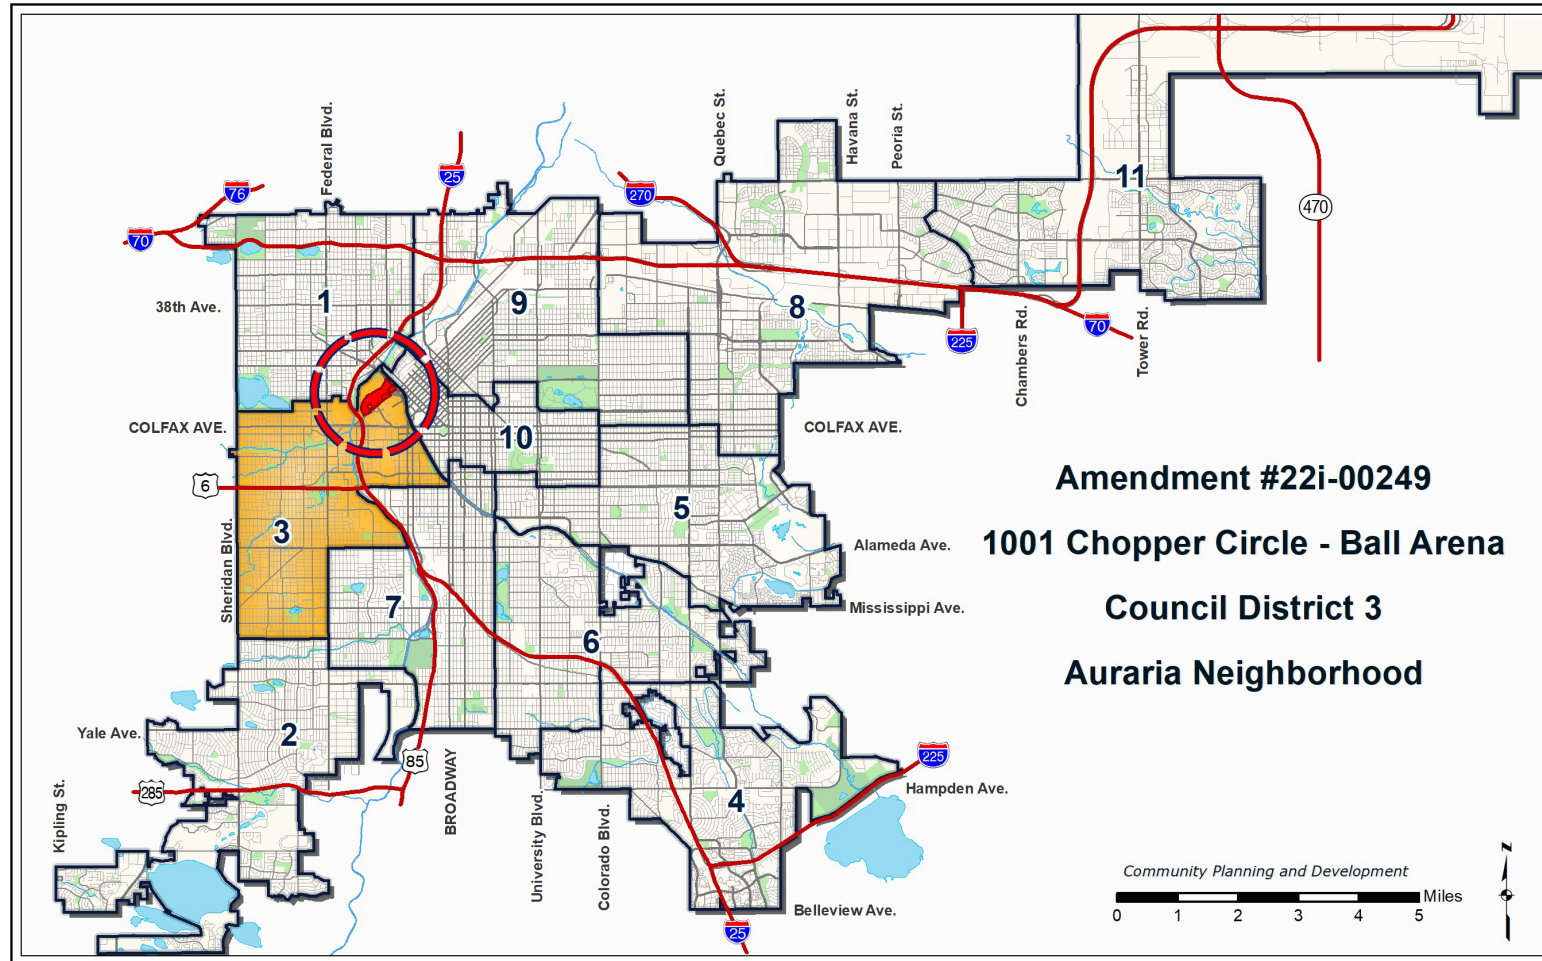 Federal Blvd.
Quebec St.
Havana St.
Peoria St.
76
25
270
70
11
470
38th Ave.
1
9
8
225
Chambers Rd.
70
Tower Rd.
COLFAX AVE.
10
COLFAX AVE.
6
Sheridan Blvd.
3
5
Alameda Ave.
7
6
Mississippi Ave.
Amendment #22i-00249
1001 Chopper Circle - Ball Arena
Council District 3
Auraria Neighborhood
Yale Ave.
2
85
285
Kipling St.
BROADWAY
University Blvd.
Colorado Blvd.
4
225
Hampden Ave.
Belleview Ave.
25
Community Planning and Development
Miles
0 1 2 3 4 5
N